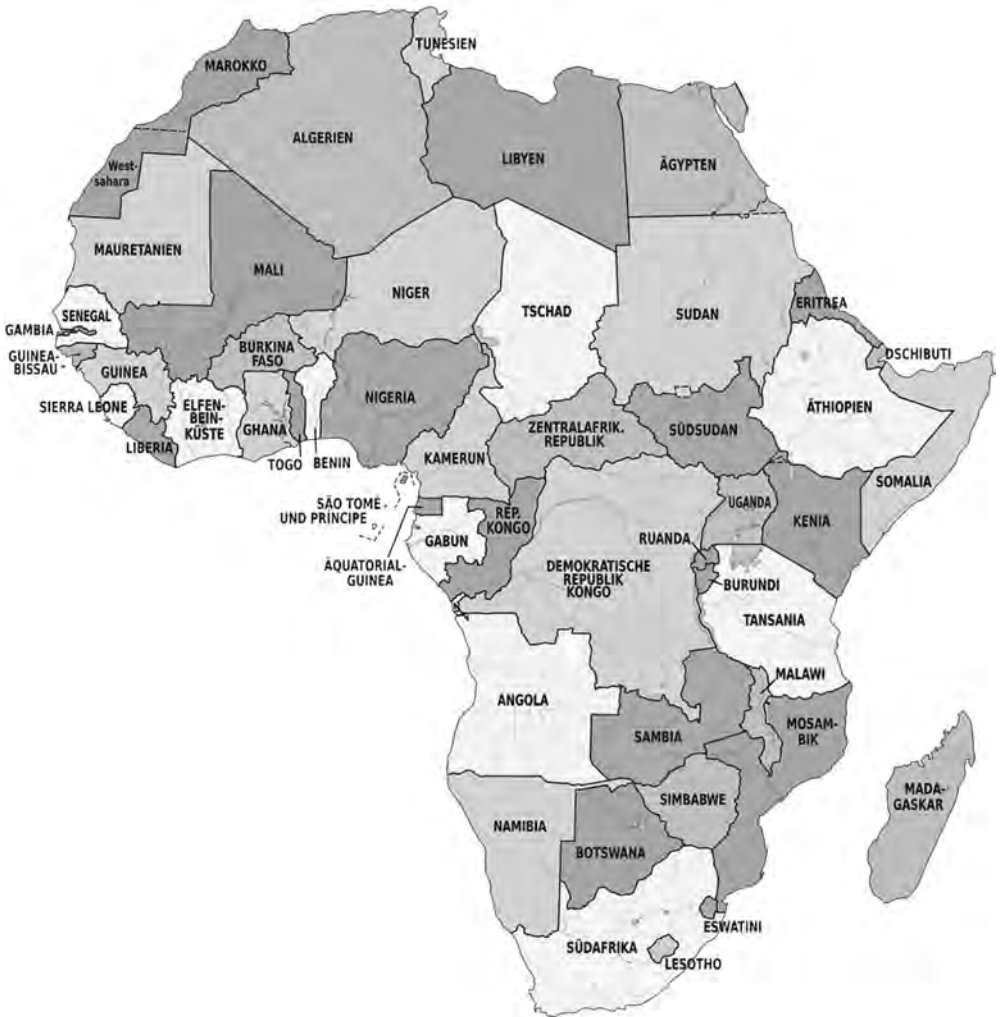 TUNESIEN
MAROKKO
ALGERIEN
LIBYEN
ÄGYPTEN
West-
sahara
MAURETANIEN
MALI
NIGER
TSCHAD
SUDAN
ERITREA
SENEGAL
GAMBIA
GUINEA-
BISSAU
GUINEA
BURKINA
FASO
DSCHIBUTI
SIERRA LEONE
ELFEN-
BEIN-
KÜSTE
GHANA
NIGERIA
ÄTHIOPIEN
LIBERIA
TOGO
BENIN
KAMERUN
ZENTRALAFRIK.
REPUBLIK
SÜDSUDAN
SOMALIA
SÃO TOMÉ
UND PRÍNCIPE
REP.
KONGO
UGANDA
KENIA
GABUN
RUANDA
ÄQUATORIAL-
GUINEA
DEMOKRATISCHE
REPUBLIK
KONGO
BURUNDI
TANSANIA
MALAWI
ANGOLA
SAMBIA
MOSAM-
BIK
MADA-
GASKAR
SIMBABWE
NAMIBIA
BOTSWANA
ESWATINI
SÜDAFRIKA
LESOTHO